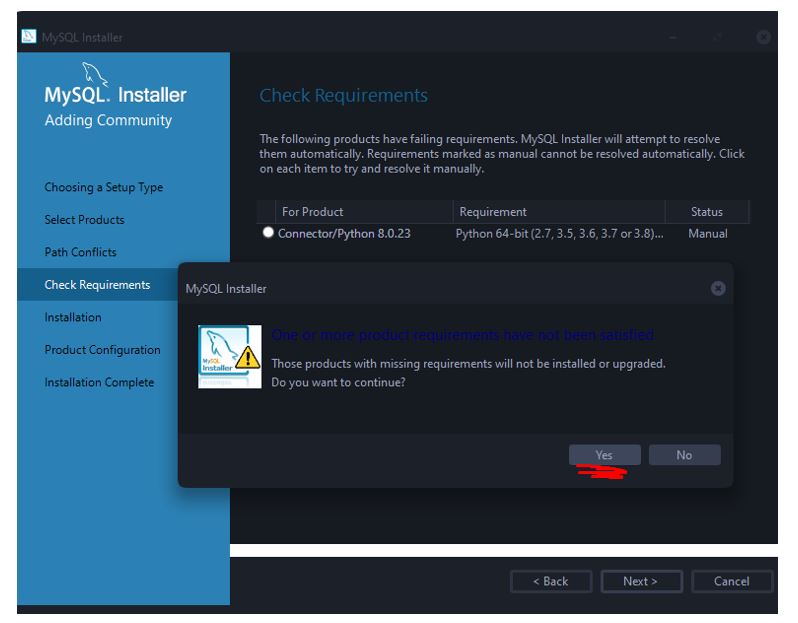 MySQL Installer
MySQL. Installer
Adding Community
Choosing a Setup Type
Select Products
Path Conflicts
Check Requirements
Installation
Product Configuration
Installation Complete
Check Requirements
The following products have failing requirements. MySQL Installer will attempt to resolve
them automatically. Requirements marked as manual cannot be resolved automatically. Click
on each item to try and resolve it manually.
For Product Requirement Status
Connector/Python 8.0.23 Python 64-bit (2.7, 3.5, 3.6, 3.7 or 3.8)... Manual
MySQL Installer
MySQL
Installer
One or more product requirements have not been satisfied
Those products with missing requirements will not be installed or upgraded.
Do you want to continue?
Yes No
< Back Next > Cancel